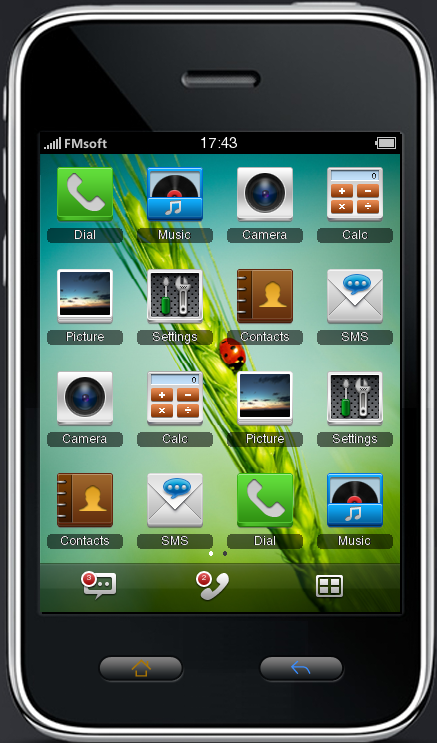 FMsoft 17:43
0
Dial Music Camera Calc
Picture Settings Contacts SMS
0
Camera Calc Picture Settings
Contacts SMS Dial Music
3 2